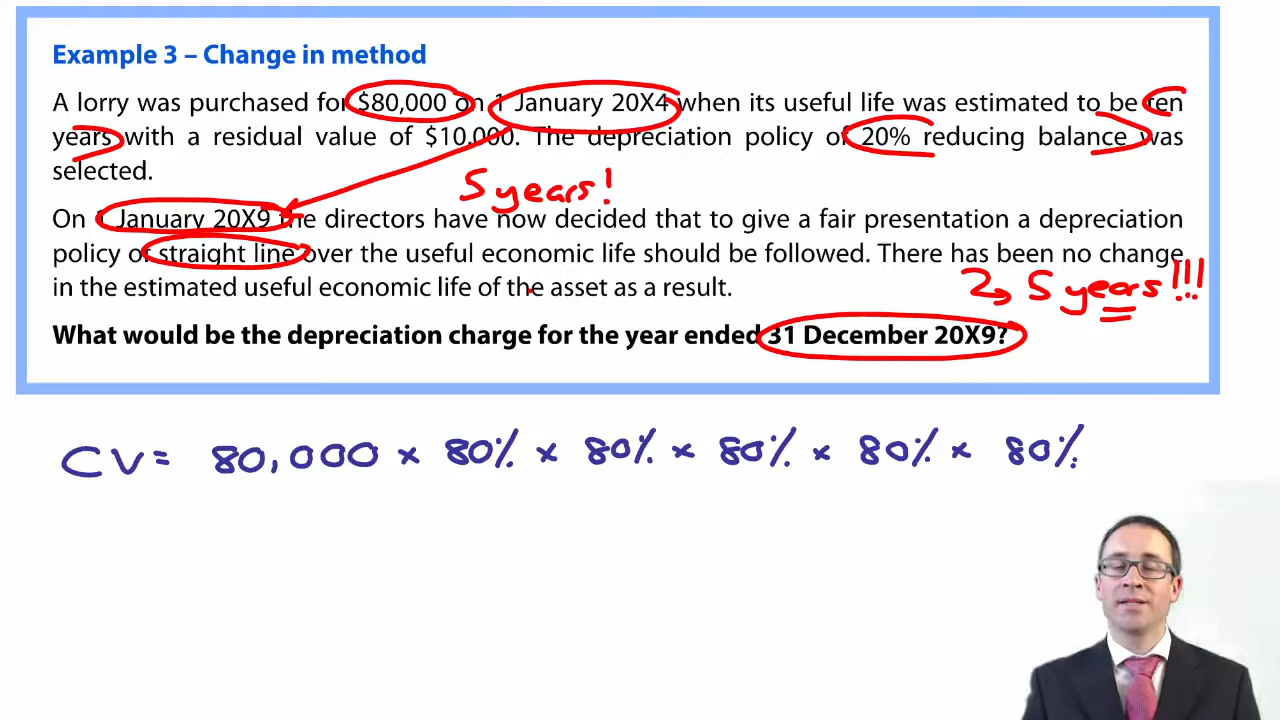 Example 3 – Change in method
A lorry was purchased for $80,000 on 1 January 20X4 when its useful life was estimated to be ten
years with a residual value of $10,000. The depreciation policy of 20% reducing balance was
selected.
5 years!
On 1 January 20X9 the directors have now decided that to give a fair presentation a depreciation
policy of straight line over the useful economic life should be followed. There has been no change
in the estimated useful economic life of the asset as a result.
5 years!!!
What would be the depreciation charge for the year ended 31 December 20X9?
CV= 80,000 × 80% × 80% × 80% × 80% × 80%